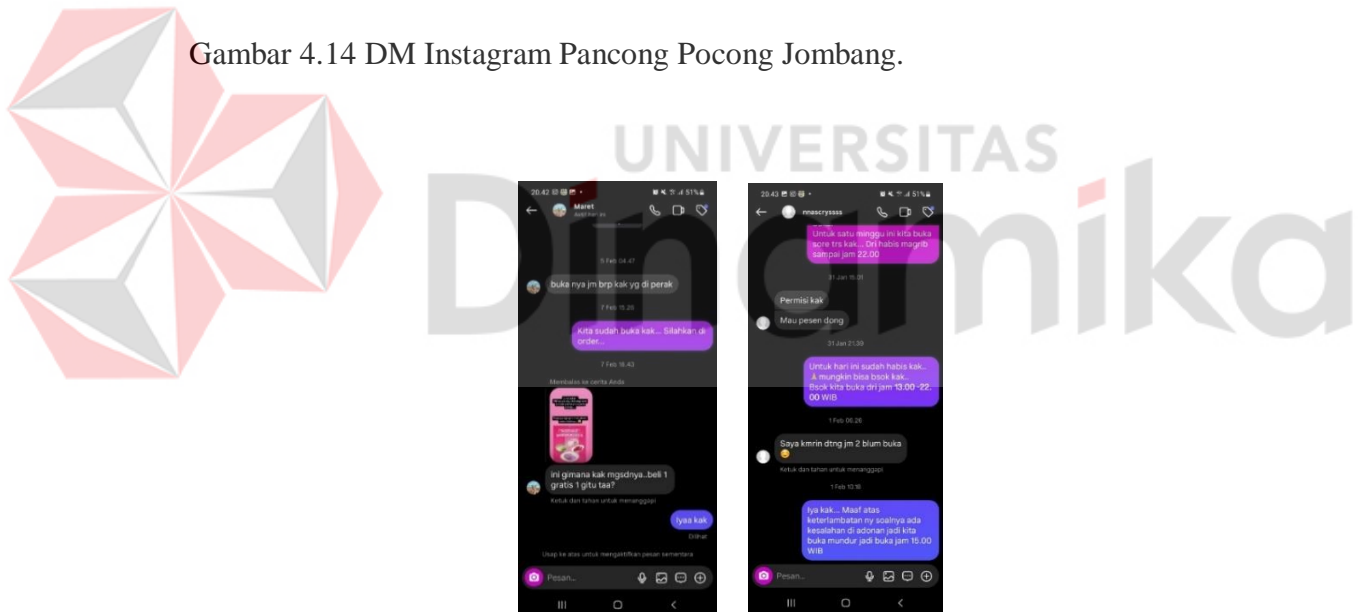 Gambar 4.14 DM Instagram Pancong Pocong Jombang.
UNIVERSITAS
Dinamika
20.42
51%
Maret
5 Feb 04.47
buka nya jm brp kak yg di perak
7 Feb 15.28
Kita sudah buka kak... Silahkan di
order...
7 Feb 18.43
Membalas ke cerita Anda
ini gimana kak mgsdnya..beli 1
gratis 1 gitu taa?
Ketuk dan tahan untuk menanggapi
Iyaa kak
Dilihat
Usap ke atas untuk mengaktifkan pesan sementara
Pesan...
20.43
51%
nnascryssss
Untuk satu minggu ini kita buka
sore trs kak... Dri habis magrib
sampai jam 22.00
31 Jan 15.01
Permisi kak
Mau pesen dong
31 Jan 21.39
Untuk hari ini sudah habis kak..
🙏 mungkin bisa bsok kak..
Bsok kita buka dri jam 13.00 -22.
00 WIB
1 Feb 06.26
Saya kmrin dtng jm 2 blum buka
Ketuk dan tahan untuk menanggapi
1 Feb 10.16
Iya kak... Maaf atas
keterlambatan ny soalnya ada
kesalahan di adonan jadi kita
buka mundur jadi buka jam 15.00
WIB
Pesan...